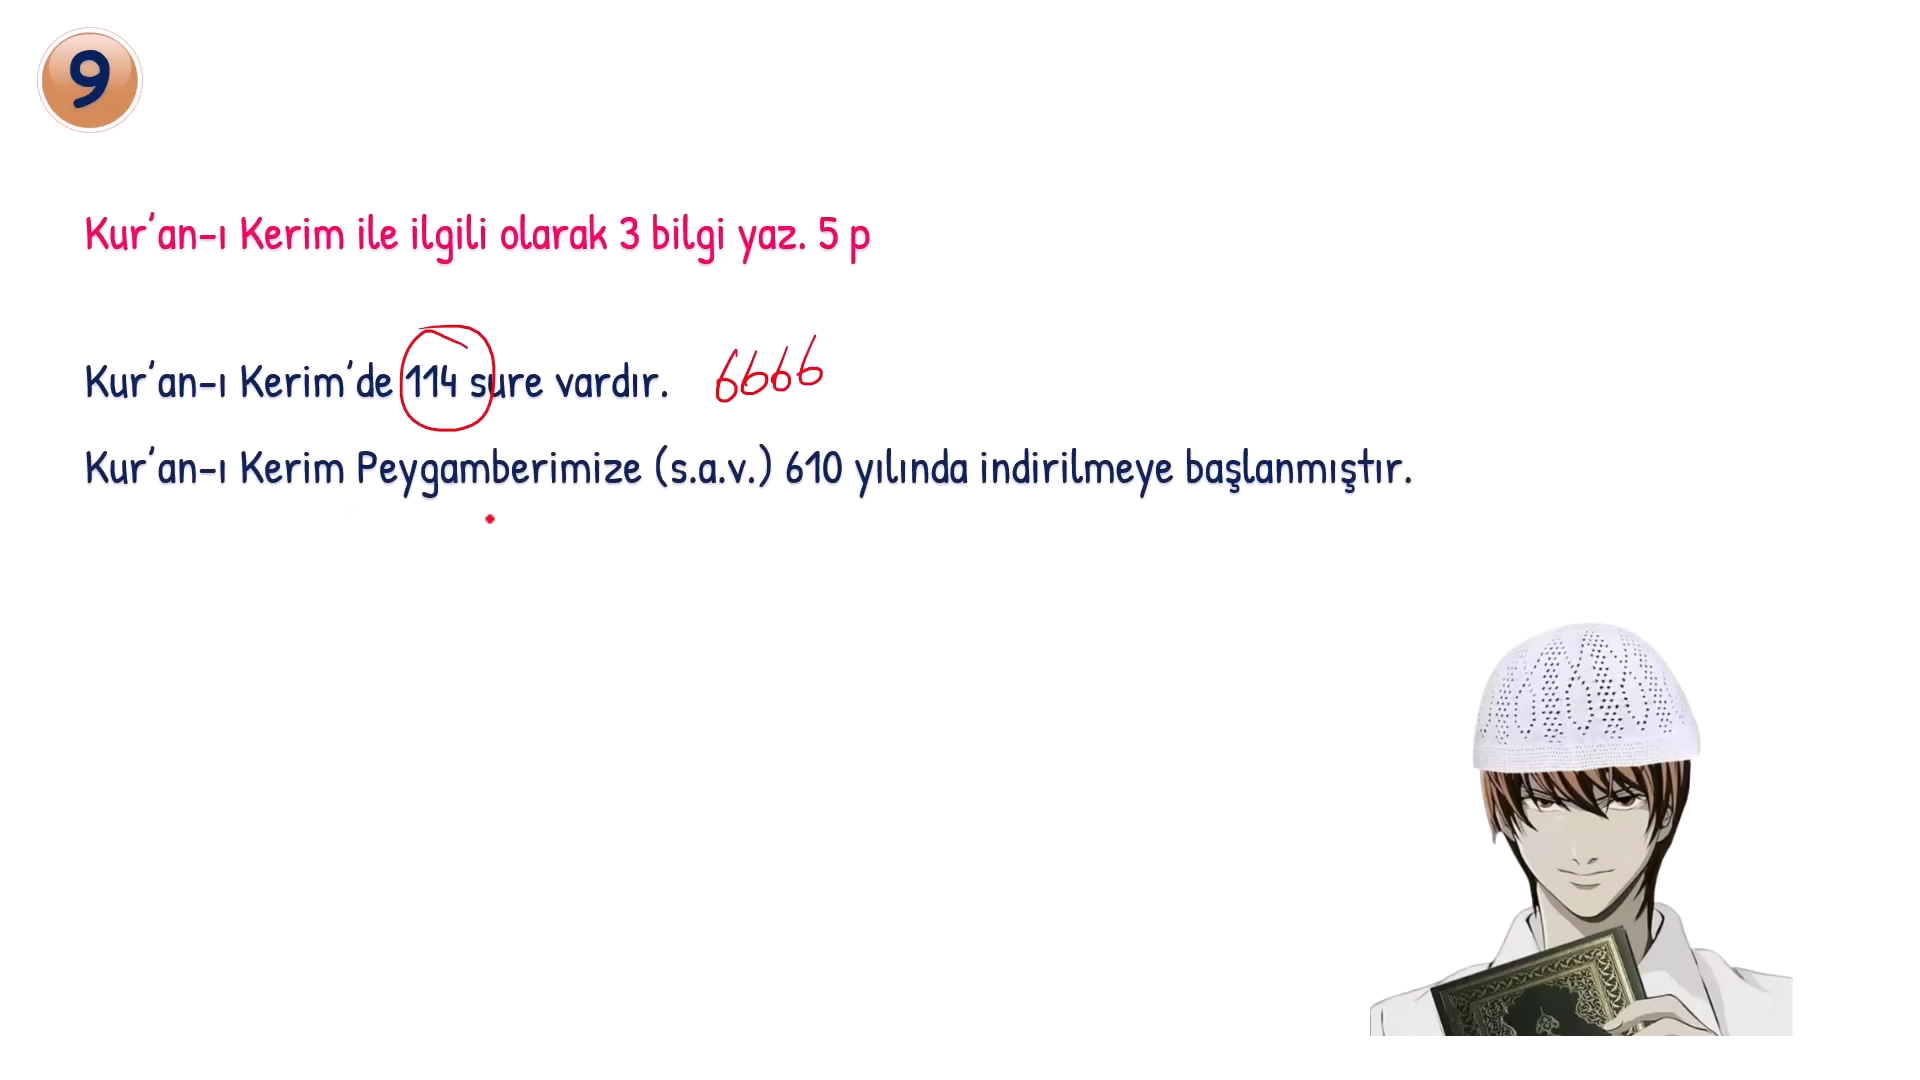 9
Kur'an-ı Kerim ile ilgili olarak 3 bilgi yaz. 5 p
Kur'an-ı Kerim'de 114 sure vardır. 6666
Kur'an-ı Kerim Peygamberimize (s.a.v.) 610 yılında indirilmeye başlanmıştır.